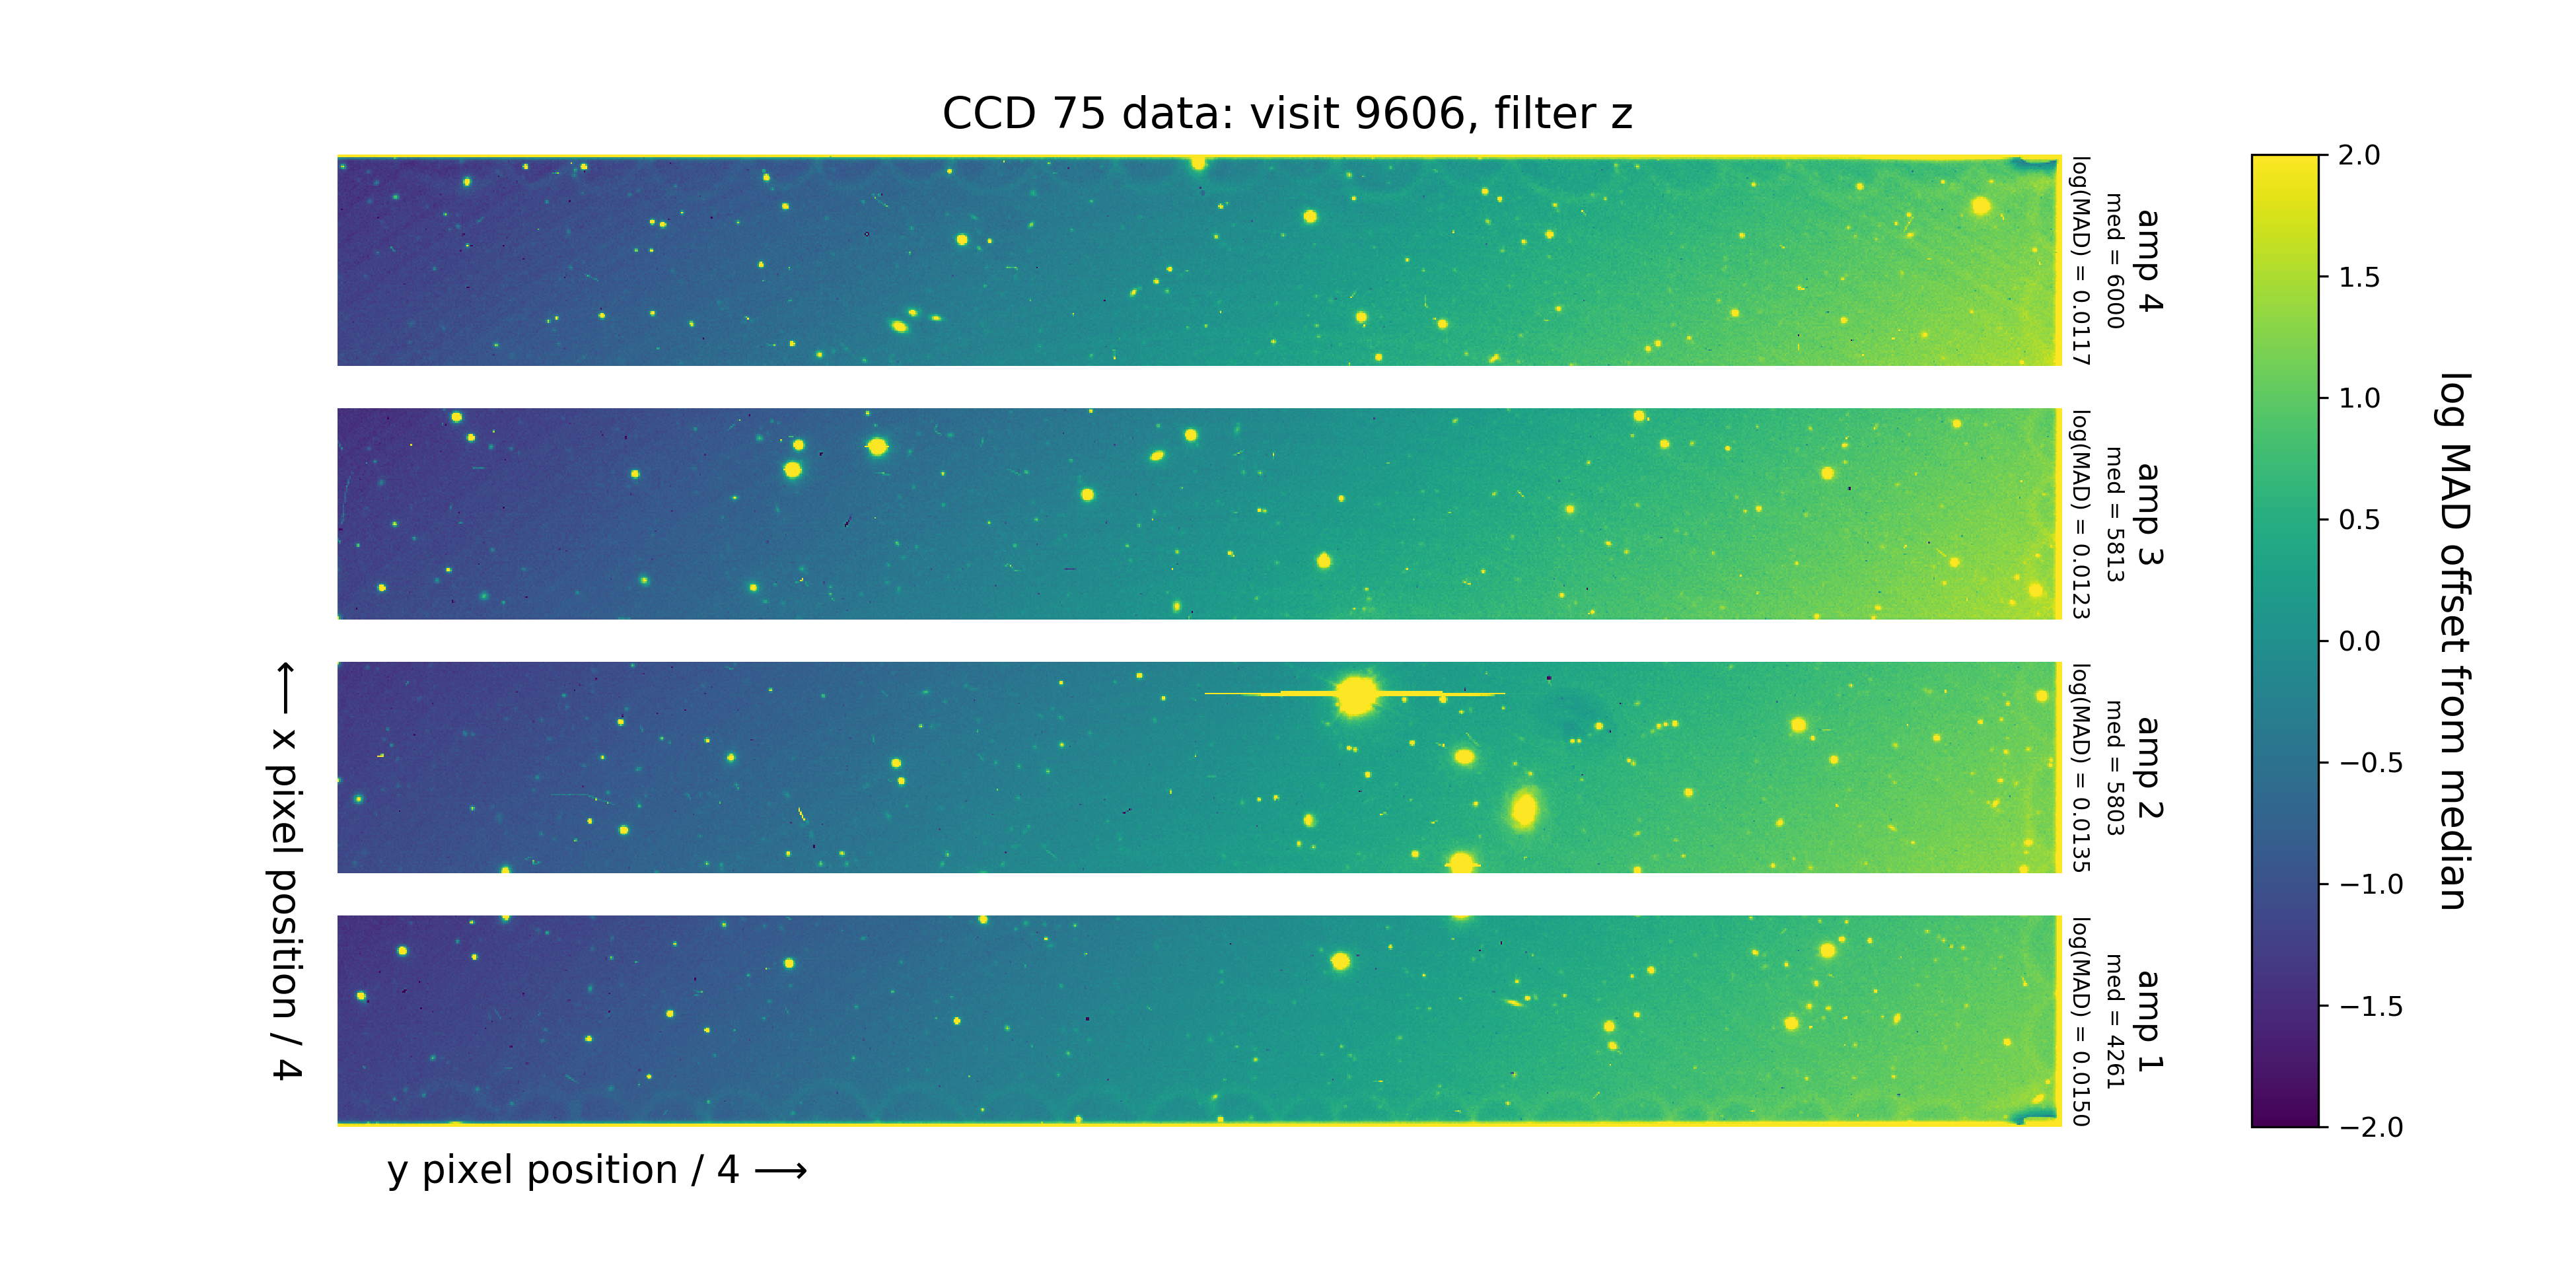 CCD 75 data: visit 9606, filter z
amp 4
med = 6000
log(MAD) = 0.0117
amp 3
med = 5813
log(MAD) = 0.0123
amp 2
med = 5803
log(MAD) = 0.0135
amp 1
med = 4261
log(MAD) = 0.0150
⟵ x pixel position / 4
y pixel position / 4 ⟶
2.0
1.5
1.0
0.5
0.0
−0.5
−1.0
−1.5
−2.0
log MAD offset from median